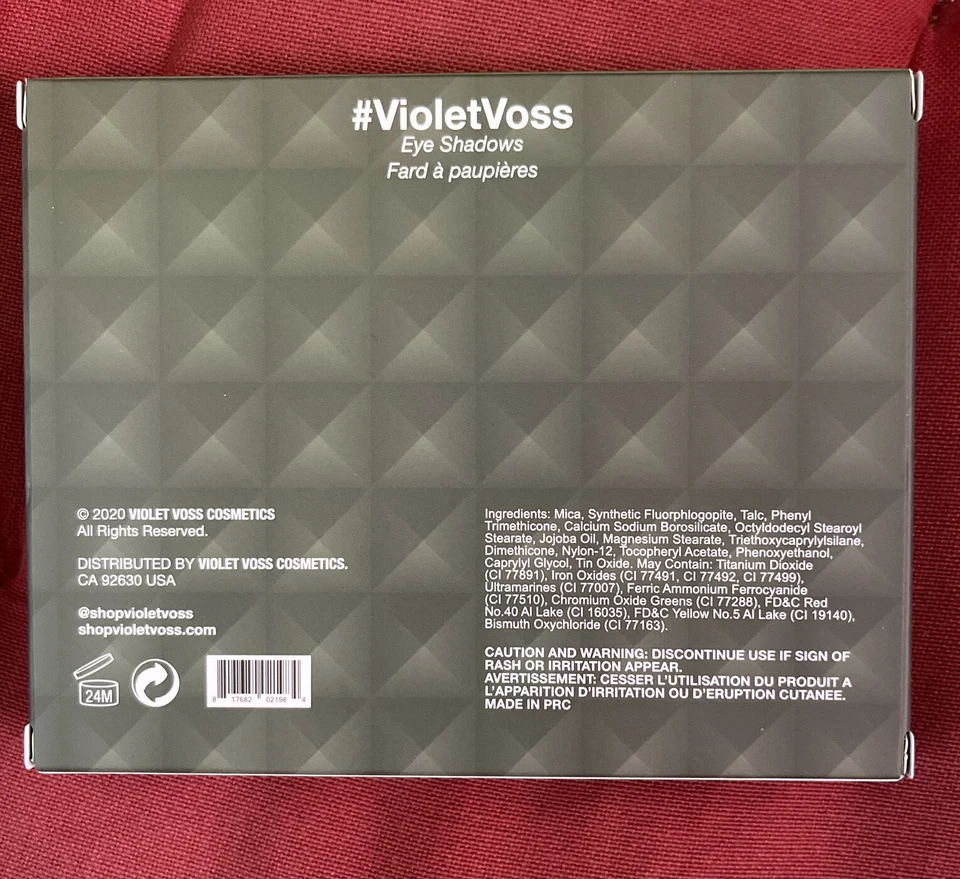 #VioletVoss
Eye Shadows
Fard à paupières
© 2020 VIOLET VOSS COSMETICS
All Rights Reserved.
DISTRIBUTED BY VIOLET VOSS COSMETICS.
CA 92630 USA
@shopvioletvoss
shopvioletvoss.com
24M
8 17682 02198 4
Ingredients: Mica, Synthetic Fluorphlogopite, Talc, Phenyl
Trimethicone, Calcium Sodium Borosilicate, Octyldodecyl Stearoyl
Stearate, Jojoba Oil, Magnesium Stearate, Triethoxycaprylylsilane,
Dimethicone, Nylon-12, Tocopheryl Acetate, Phenoxyethanol,
Caprylyl Glycol, Tin Oxide. May Contain: Titanium Dioxide
(CI 77891), Iron Oxides (CI 77491, CI 77492, CI 77499),
Ultramarines (CI 77007), Ferric Ammonium Ferrocyanide
(CI 77510), Chromium Oxide Greens (CI 77288), FD&C Red
No.40 Al Lake (CI 16035), FD&C Yellow No.5 Al Lake (CI 19140),
Bismuth Oxychloride (CI 77163).
CAUTION AND WARNING: DISCONTINUE USE IF SIGN OF
RASH OR IRRITATION APPEAR.
AVERTISSEMENT: CESSER L'UTILISATION DU PRODUIT A
L'APPARITION D'IRRITATION OU D'ERUPTION CUTANEE.
MADE IN PRC